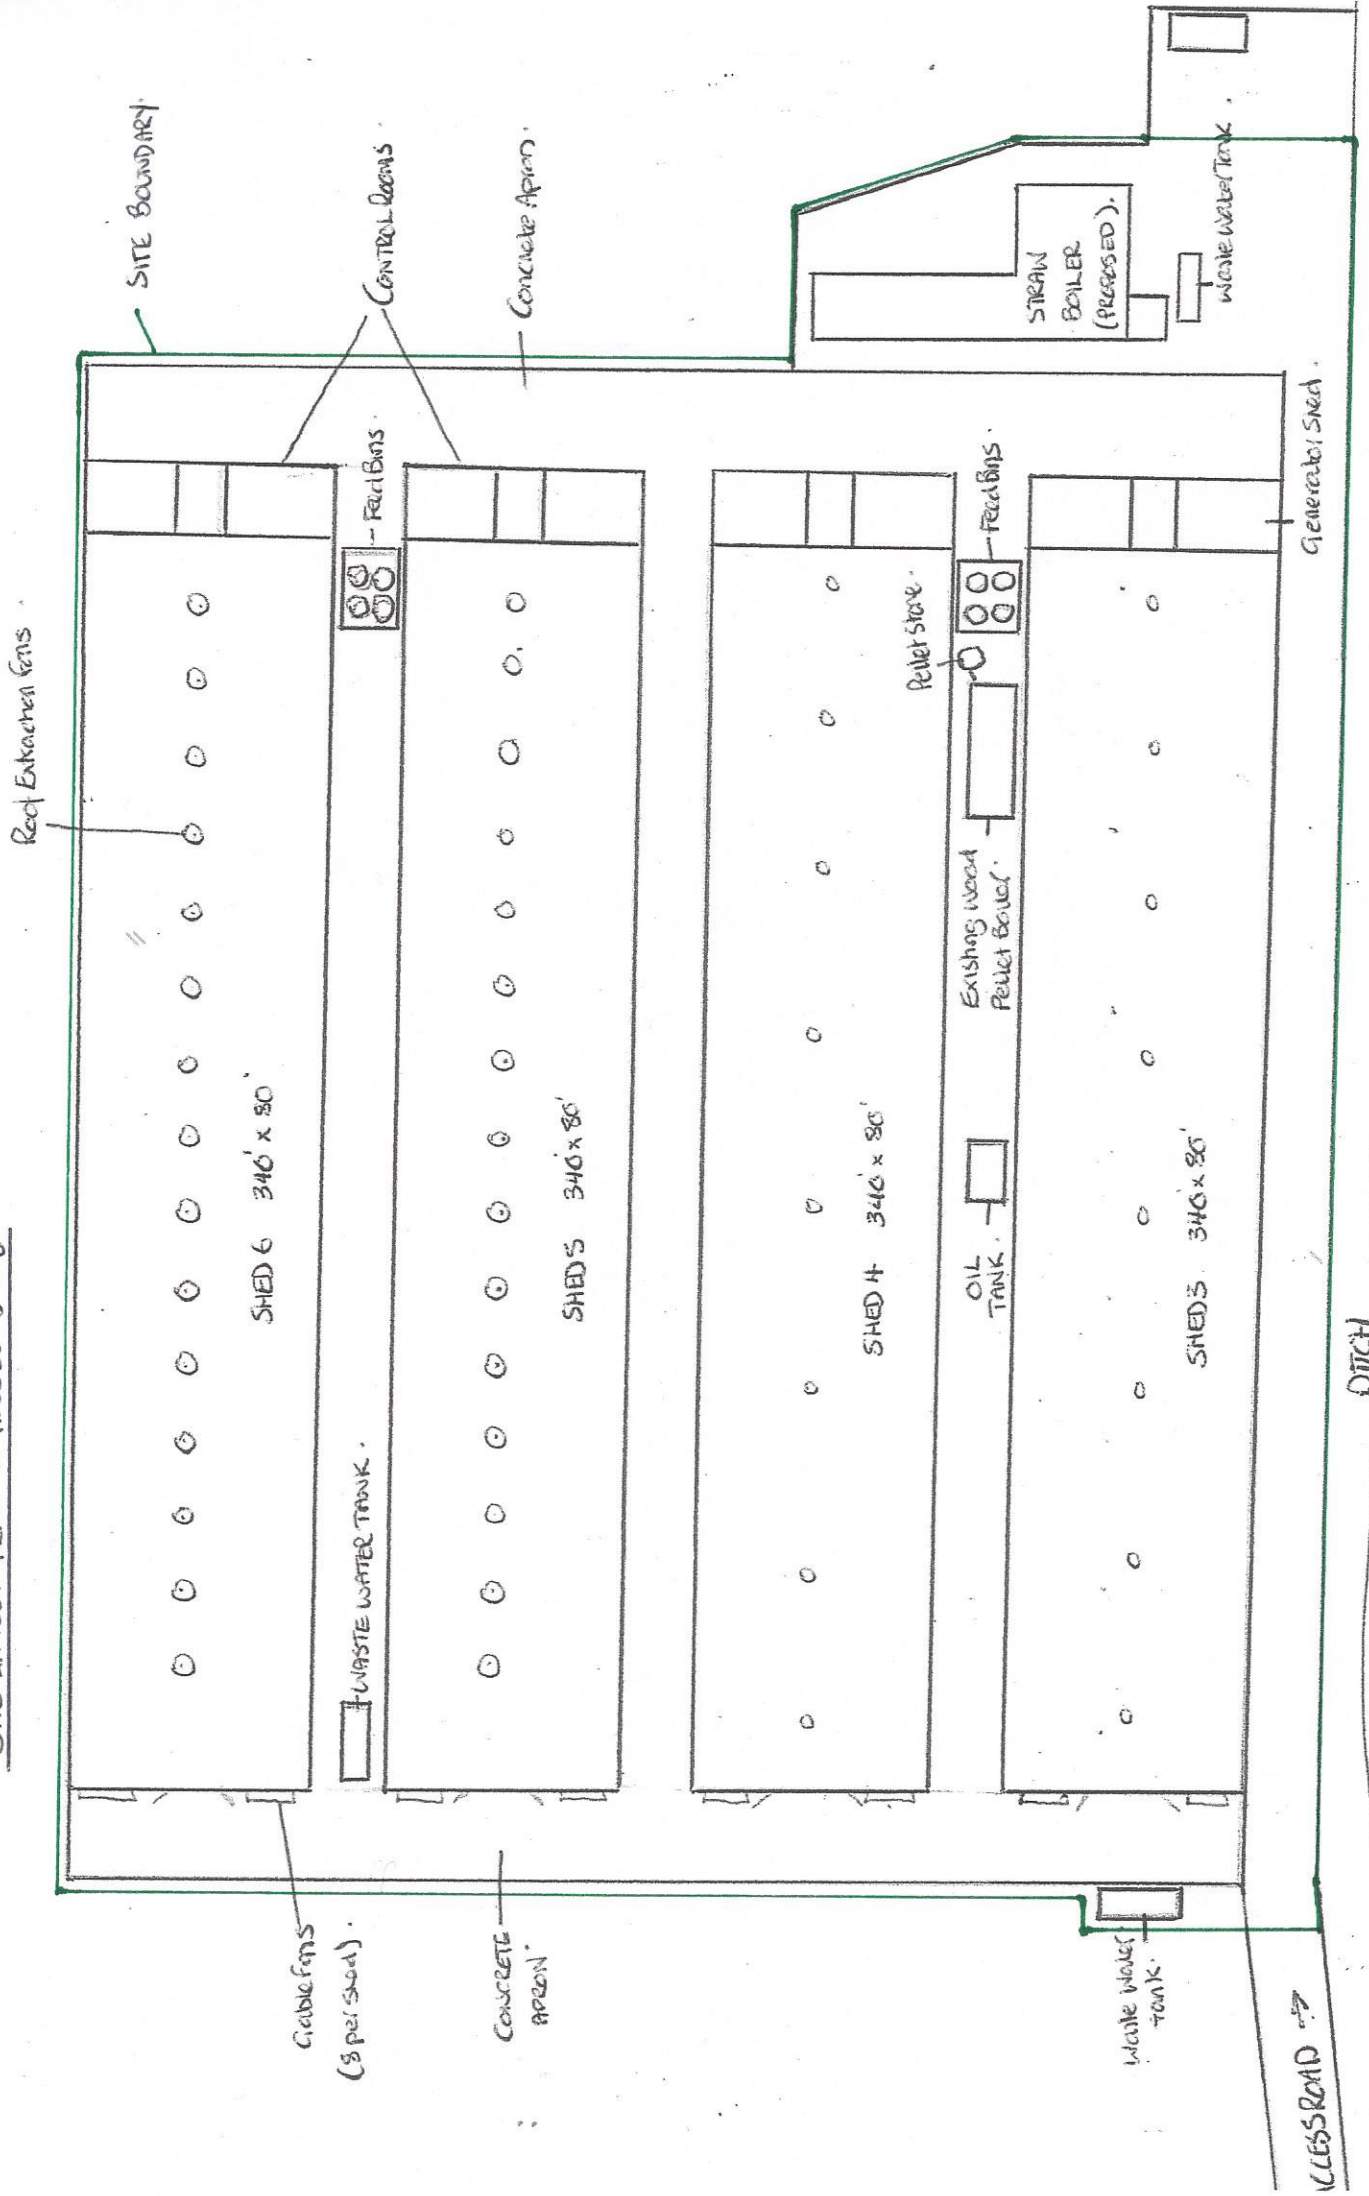 SITE BOUNDARY.
Roof Extraction Fans
CONTROL ROOMS.
Concrete Apron.
Feed Bins.
SHED 6 340' x 80'
WASTE WATER TANK.
SHED 5 340' x 80'
Gable Fans
(8 per shed).
CONCRETE
APRON.
Pellet Store.
Feed Bins.
SHED 4 340' x 80'
Existing Wood
Pellet Boiler.
OIL
TANK.
SHED 3 340' x 80'
STRAW
BOILER
(PROPOSED).
Waste Water Tank.
Generator Shed.
Waste Water
Tank.
ACCESS ROAD →
DITCH